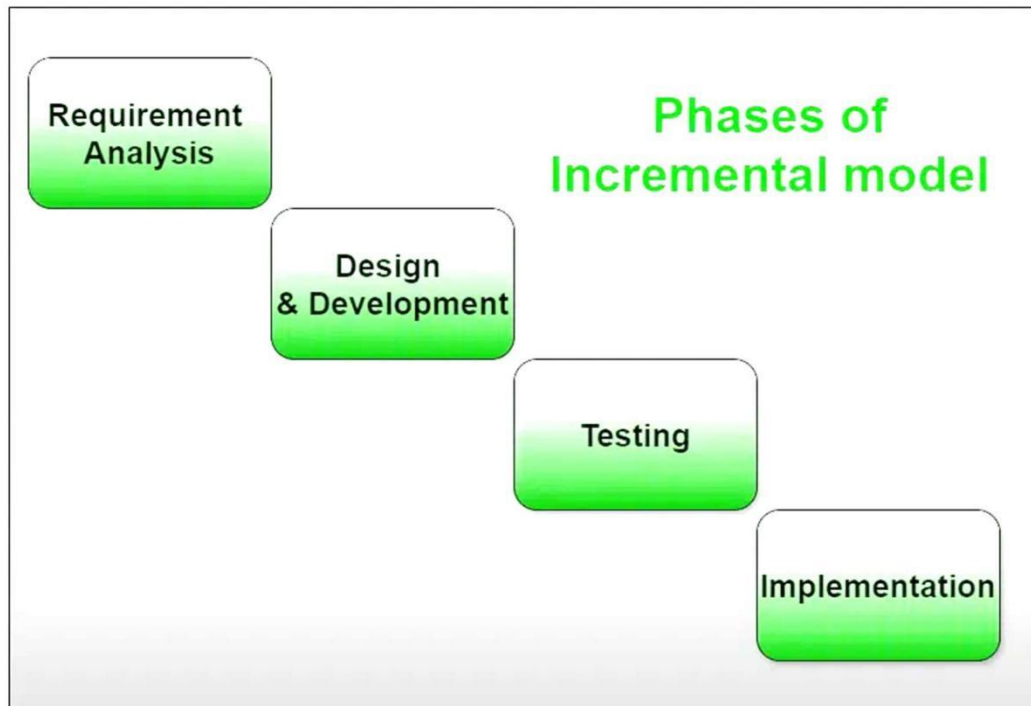 Phases of
Incremental model
Requirement
Analysis
Design
& Development
Testing
Implementation